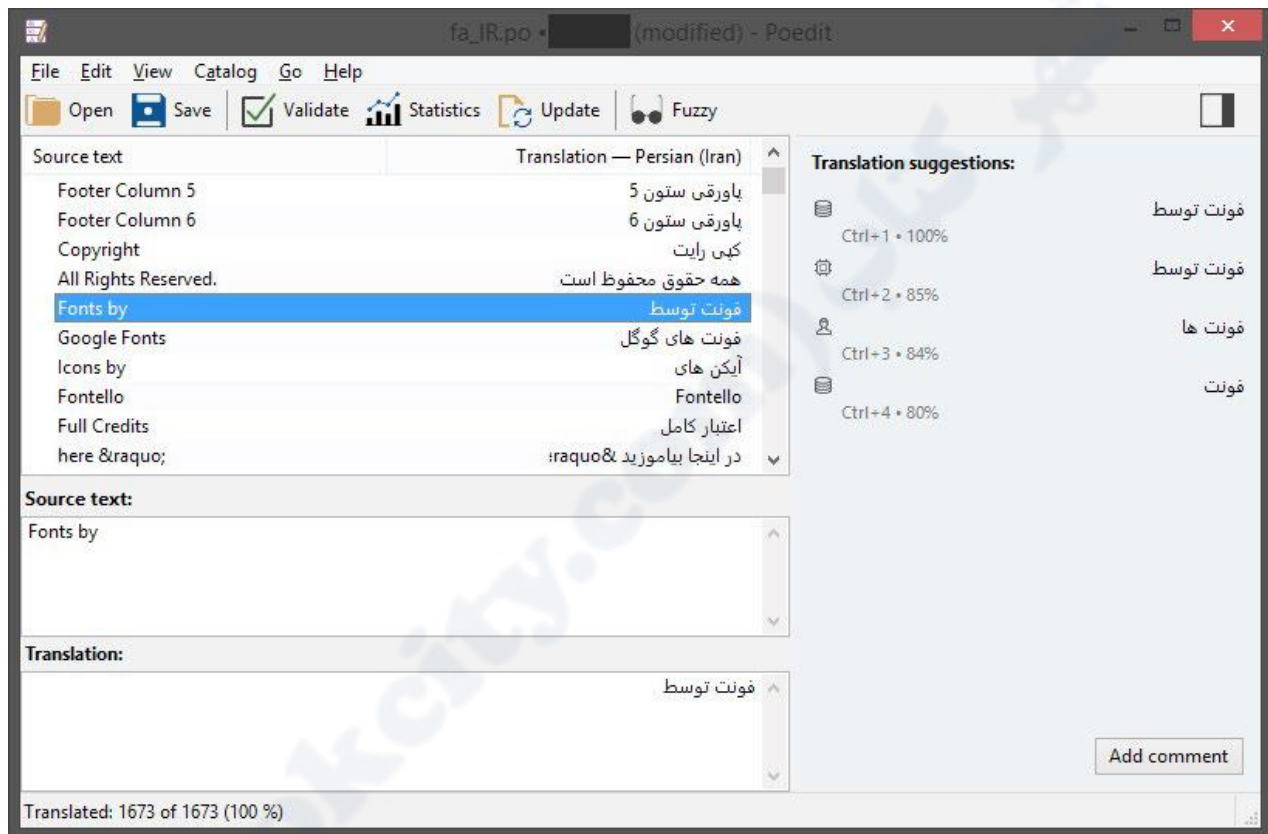 fa_IR.po • (modified) - Poedit
File Edit View Catalog Go Help
Open Save Validate Statistics Update Fuzzy
Source text Translation — Persian (Iran)
Footer Column 5 پاورقی ستون 5
Footer Column 6 پاورقی ستون 6
Copyright کپی رایت
All Rights Reserved. همه حقوق محفوظ است
Fonts by فونت توسط
Google Fonts فونت های گوگل
Icons by آیکن های
Fontello Fontello
Full Credits اعتبار کامل
here &raquo; در اینجا بیاموزید &raquo;
Source text:
Fonts by
Translation:
فونت توسط
Translated: 1673 of 1673 (100 %)
Translation suggestions:
فونت توسط
Ctrl+1 • 100%
فونت توسط
Ctrl+2 • 85%
فونت ها
Ctrl+3 • 84%
فونت
Ctrl+4 • 80%
Add comment